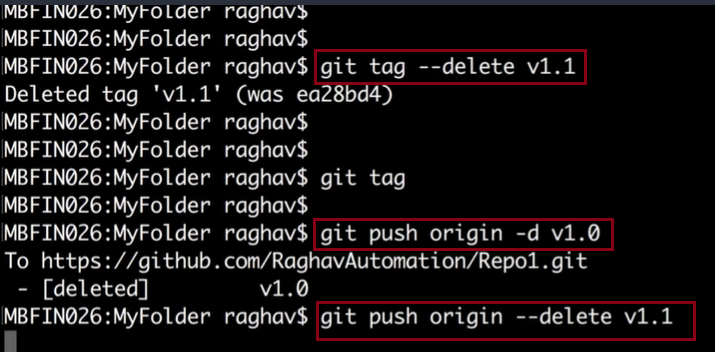 MBFIN026:MyFolder raghav$
MBFIN026:MyFolder raghav$
MBFIN026:MyFolder raghav$ git tag --delete v1.1
Deleted tag 'v1.1' (was ea28bd4)
MBFIN026:MyFolder raghav$
MBFIN026:MyFolder raghav$
MBFIN026:MyFolder raghav$ git tag
MBFIN026:MyFolder raghav$
MBFIN026:MyFolder raghav$ git push origin -d v1.0
To https://github.com/RaghavAutomation/Repo1.git
 - [deleted]         v1.0
MBFIN026:MyFolder raghav$ git push origin --delete v1.1